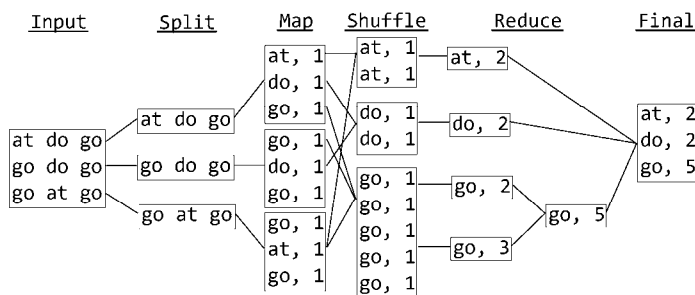 Input
Split
Map
Shuffle
Reduce
Final
at do go
go do go
go at go
at do go
go do go
go at go
at, 1
do, 1
go, 1
go, 1
do, 1
go, 1
go, 1
at, 1
go, 1
at, 1
at, 1
do, 1
do, 1
go, 1
go, 1
go, 1
go, 1
go, 1
at, 2
do, 2
go, 2
go, 3
go, 5
at, 2
do, 2
go, 5